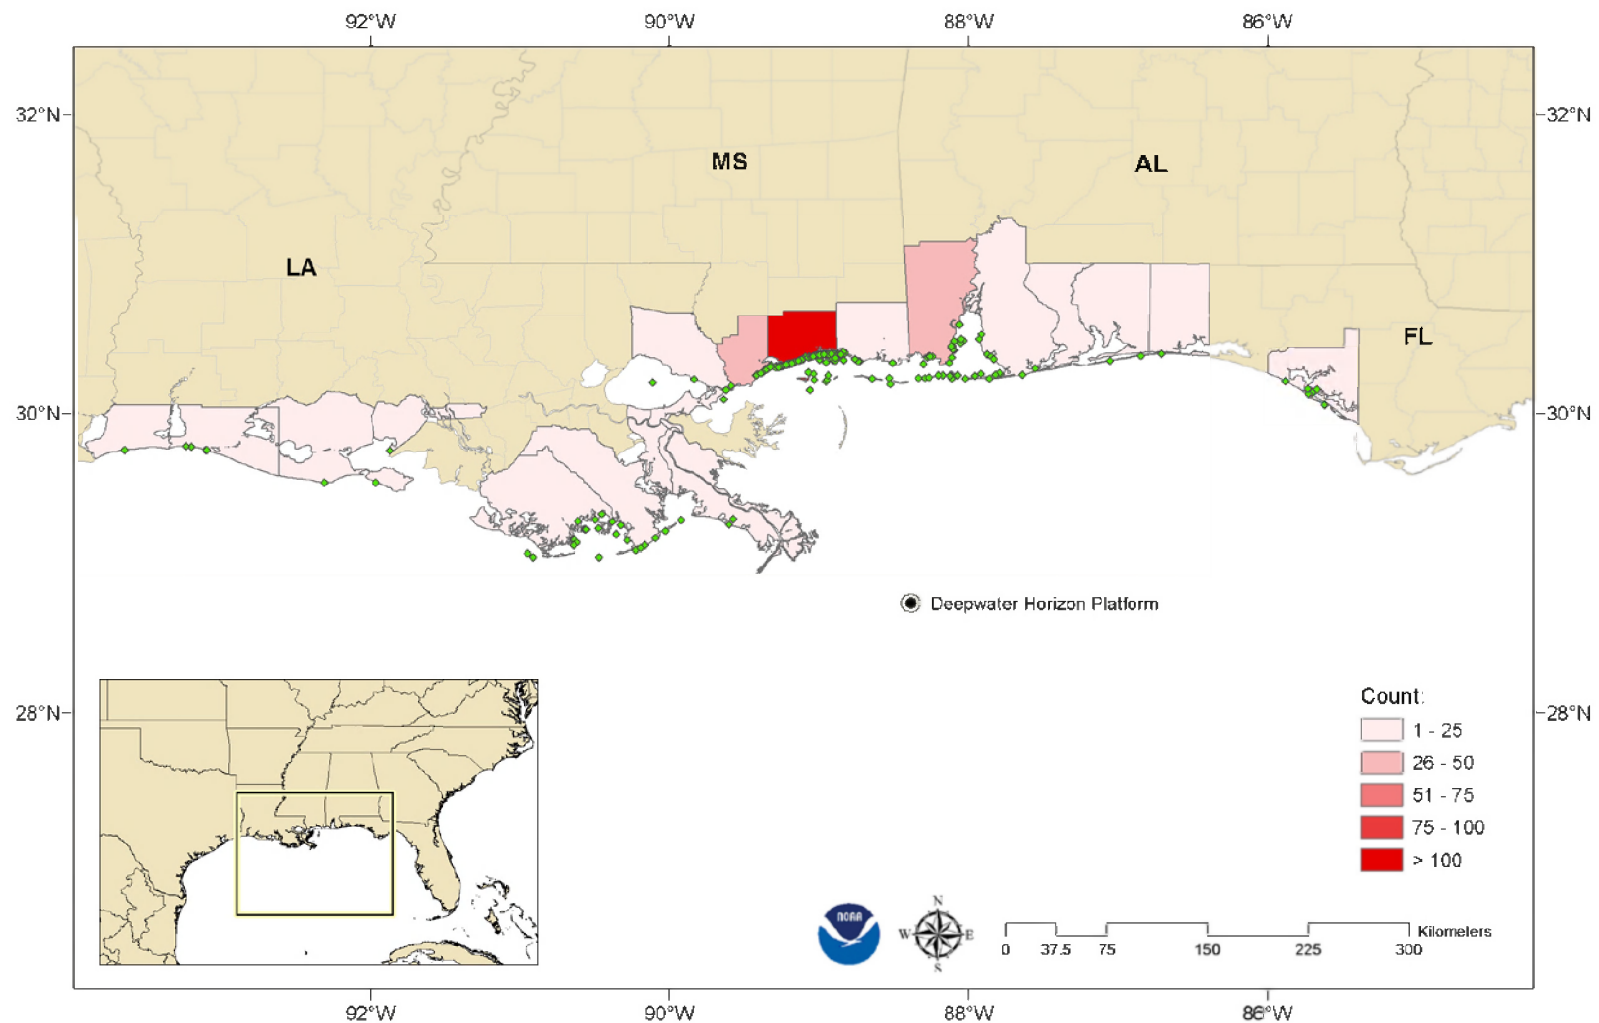 92°W 90°W 88°W 86°W
32°N 32°N
MS AL
LA
FL
30°N 30°N
Deepwater Horizon Platform
28°N 28°N
Count:
1 - 25
26 - 50
51 - 75
75 - 100
> 100
NOAA
N
W E
S
Kilometers
0 37.5 75 150 225 300
92°W 90°W 88°W 86°W